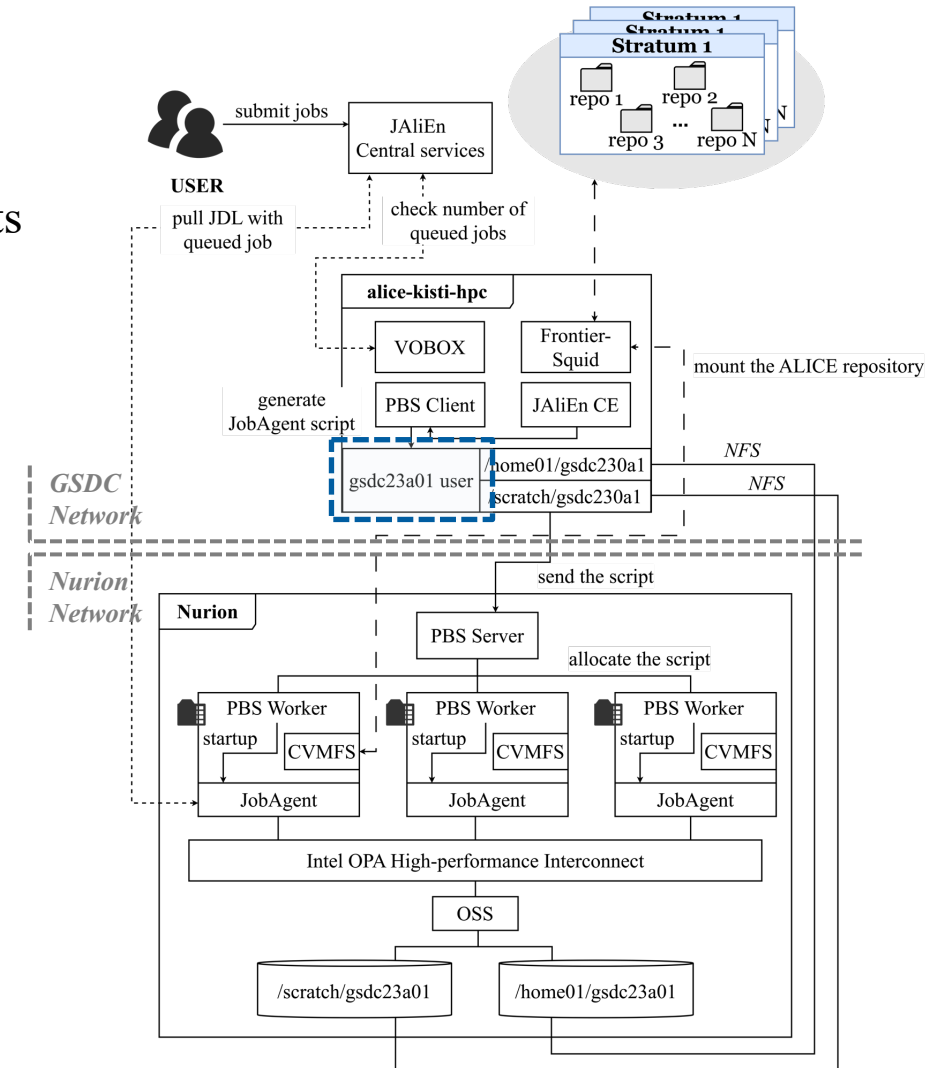 Stratum 1
Stratum 1
Stratum 1
repo 1
repo 2
repo 3
...
repo N
N
N
submit jobs
JAliEn
Central services
USER
ts
pull JDL with
queued job
check number of
queued jobs
alice-kisti-hpc
VOBOX
Frontier-
Squid
mount the ALICE repository
generate
JobAgent script
PBS Client
JAliEn CE
gsdc23a01 user
/home01/gsdc230a1
/scratch/gsdc230a1
NFS
NFS
GSDC
Network
Nurion
Network
send the script
Nurion
PBS Server
allocate the script
PBS Worker
startup
CVMFS
JobAgent
PBS Worker
startup
CVMFS
JobAgent
PBS Worker
startup
CVMFS
JobAgent
Intel OPA High-performance Interconnect
OSS
/scratch/gsdc23a01
/home01/gsdc23a01